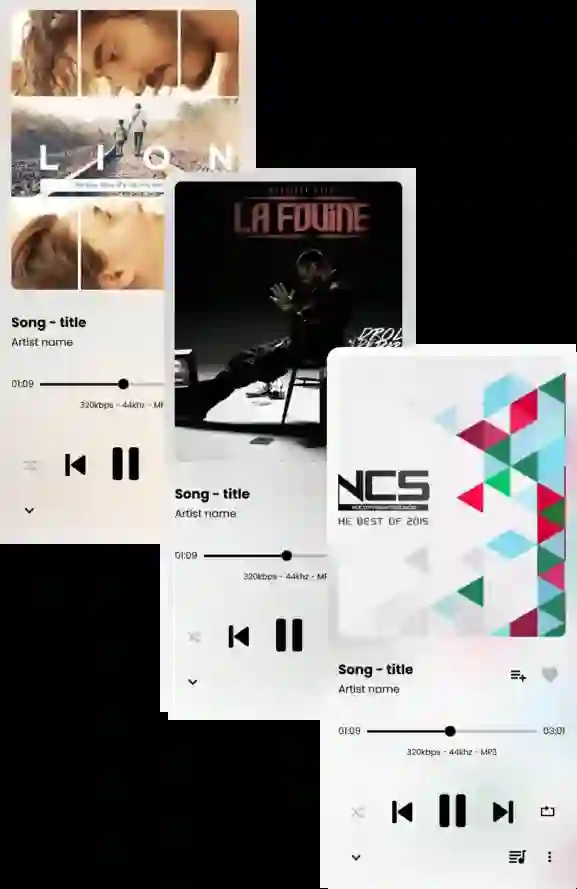 LION
Song - title
Artist name
01:09
320kbps - 44khz - MP
LA FOUINE
DROL
Song - title
Artist name
01:09
320kbps - 44khz - MP
NCS
HE BEST OF 2015
Song - title
Artist name
01:09
03:01
320kbps - 44khz - MP3